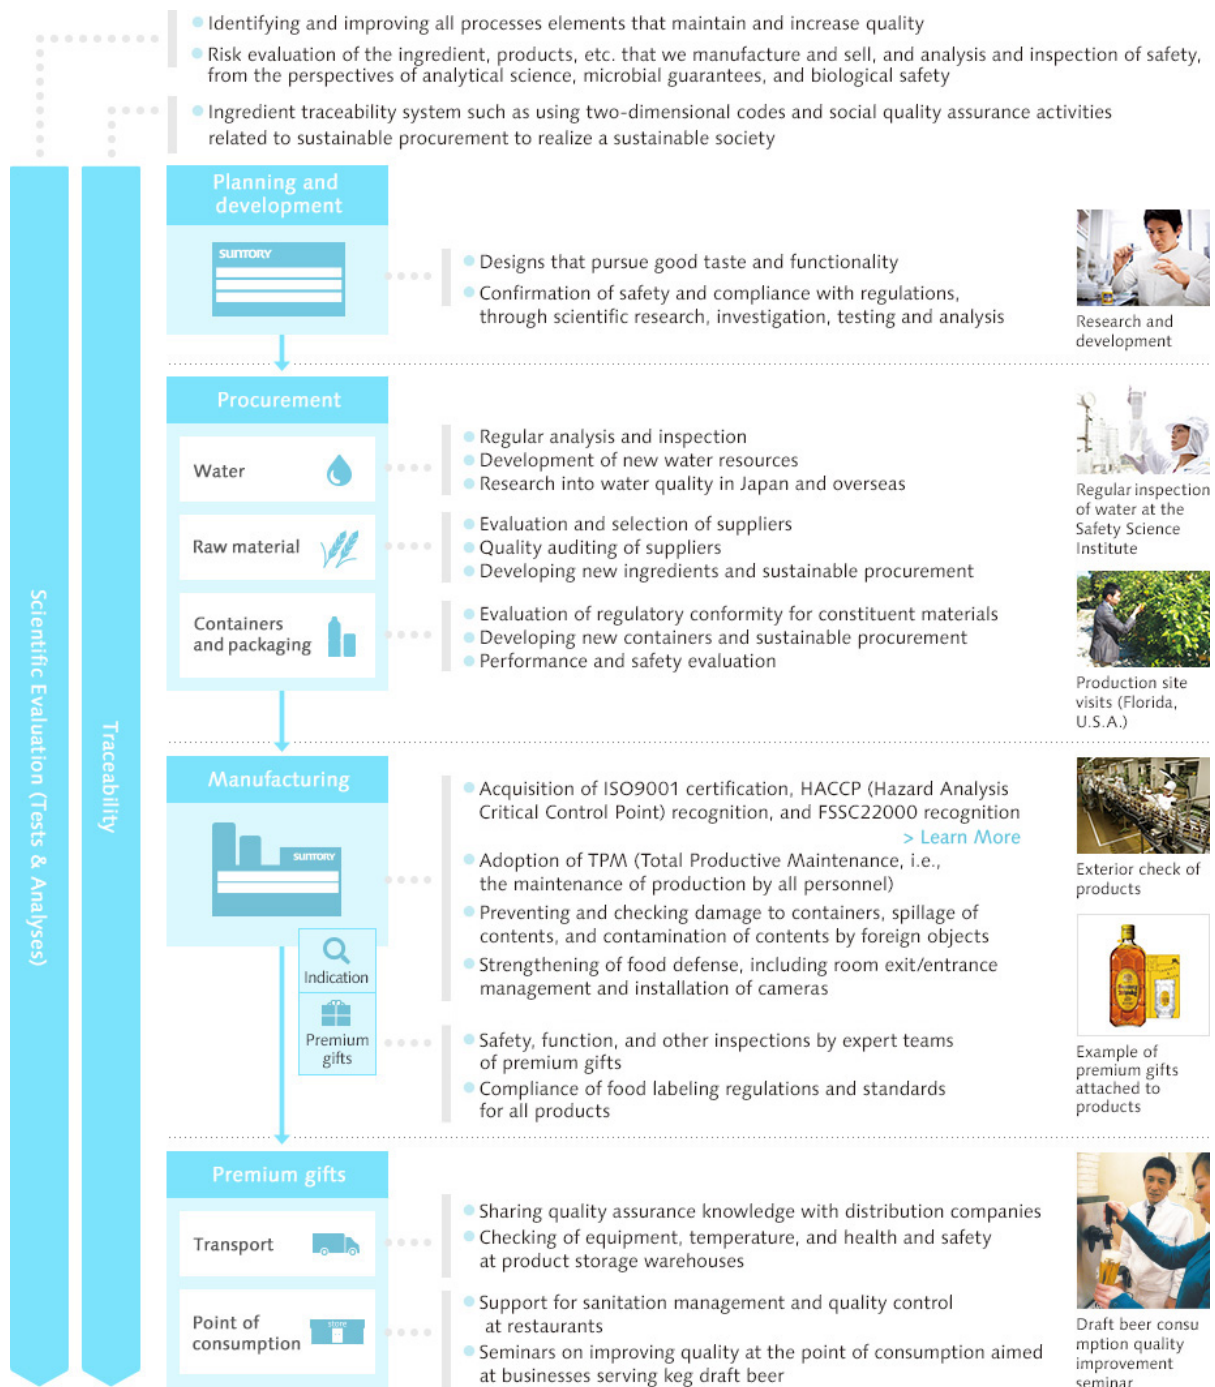 Identifying and improving all processes elements that maintain and increase quality
Risk evaluation of the ingredient, products, etc. that we manufacture and sell, and analysis and inspection of safety,
from the perspectives of analytical science, microbial guarantees, and biological safety
Ingredient traceability system such as using two-dimensional codes and social quality assurance activities
related to sustainable procurement to realize a sustainable society
Scientific Evaluation (Tests & Analyses)
Traceability
Planning and
development
SUNTORY
Designs that pursue good taste and functionality
Confirmation of safety and compliance with regulations,
through scientific research, investigation, testing and analysis
Research and
development
Procurement
Water
Regular analysis and inspection
Development of new water resources
Research into water quality in Japan and overseas
Regular inspection
of water at the
Safety Science
Institute
Raw material
Evaluation and selection of suppliers
Quality auditing of suppliers
Developing new ingredients and sustainable procurement
Containers
and packaging
Evaluation of regulatory conformity for constituent materials
Developing new containers and sustainable procurement
Performance and safety evaluation
Production site
visits (Florida,
U.S.A.)
Manufacturing
SUNTORY
Acquisition of ISO9001 certification, HACCP (Hazard Analysis
Critical Control Point) recognition, and FSSC22000 recognition
> Learn More
Adoption of TPM (Total Productive Maintenance, i.e.,
the maintenance of production by all personnel)
Preventing and checking damage to containers, spillage of
contents, and contamination of contents by foreign objects
Strengthening of food defense, including room exit/entrance
management and installation of cameras
Exterior check of
products
Indication
Premium
gifts
Safety, function, and other inspections by expert teams
of premium gifts
Compliance of food labeling regulations and standards
for all products
Example of
premium gifts
attached to
products
Premium gifts
Transport
Sharing quality assurance knowledge with distribution companies
Checking of equipment, temperature, and health and safety
at product storage warehouses
Point of
consumption
store
Support for sanitation management and quality control
at restaurants
Seminars on improving quality at the point of consumption aimed
at businesses serving keg draft beer
Draft beer consu
mption quality
improvement
seminar